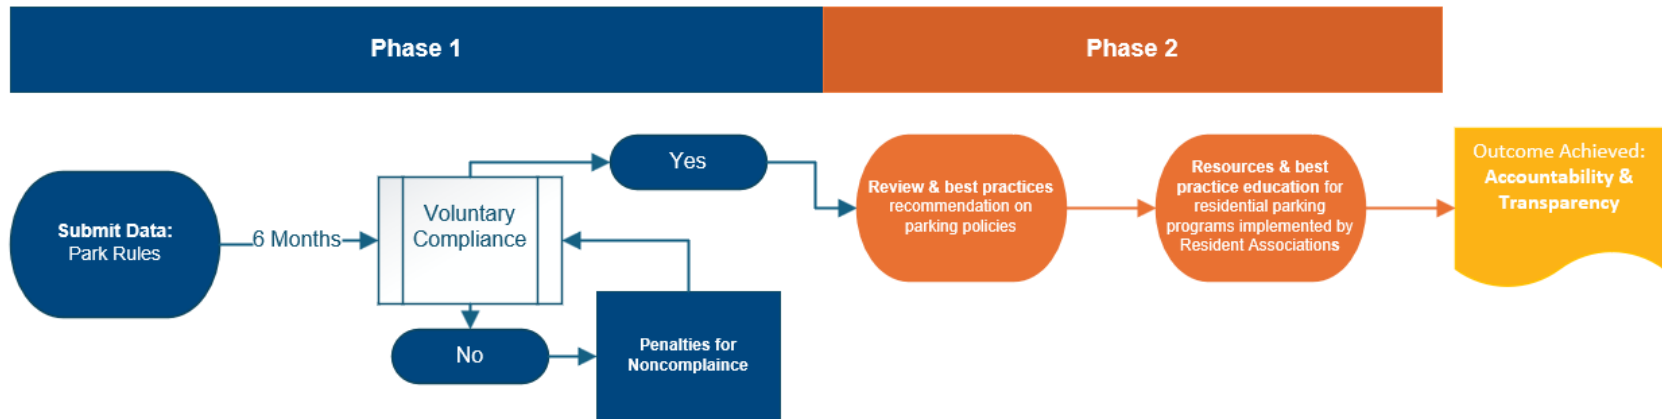 Phase 1
Phase 2
Submit Data:
Park Rules
6 Months
Voluntary
Compliance
Yes
No
Penalties for
Noncomplaince
Review & best practices
recommendation on
parking policies
Resources & best
practice education for
residential parking
programs implemented by
Resident Associations
Outcome Achieved:
Accountability &
Transparency